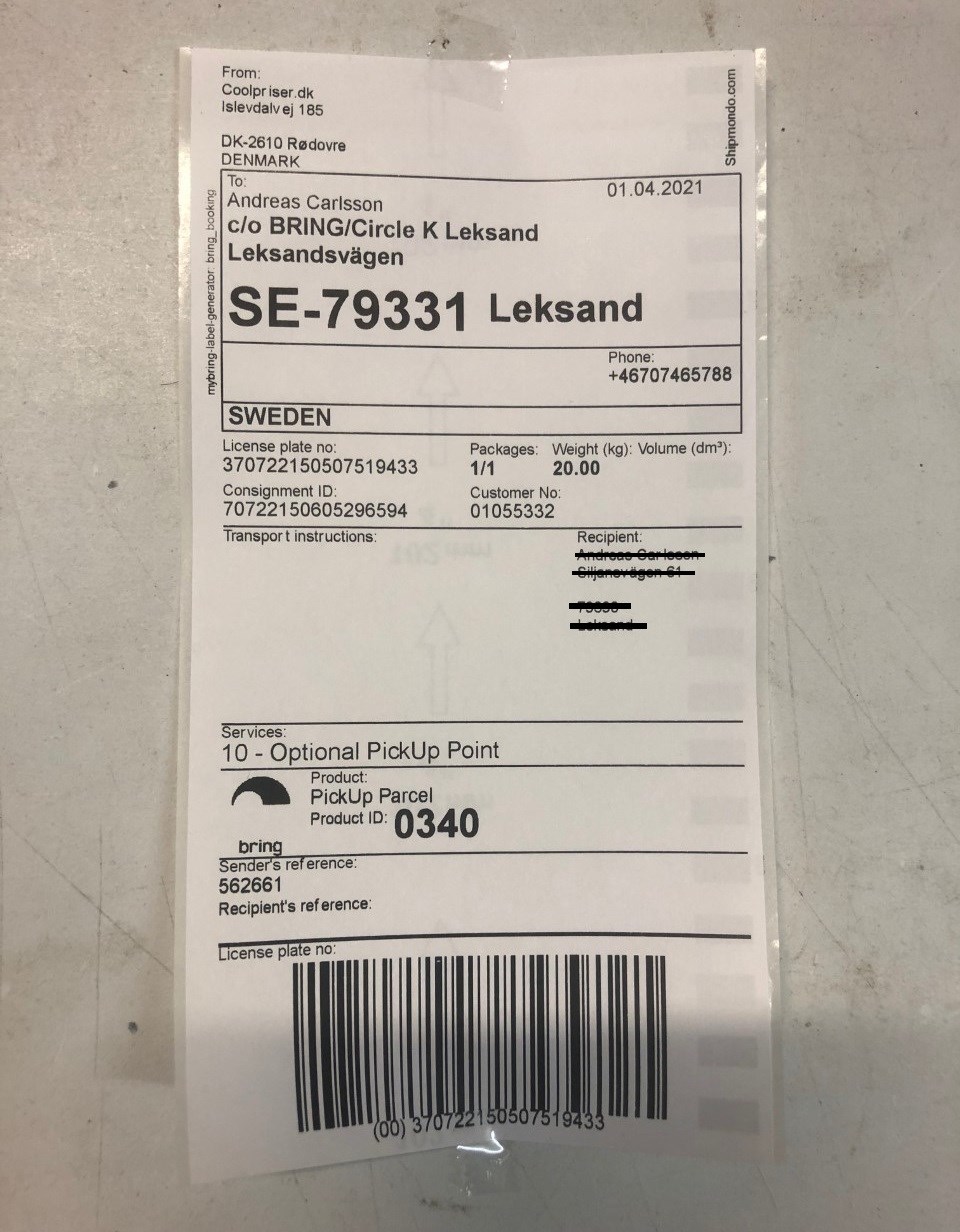 From:
Coolpriser.dk
Islevdalvej 185
DK-2610 Rødovre
DENMARK
Shipmondo.com
mybring-label-generator: bring_booking
To:
01.04.2021
Andreas Carlsson
c/o BRING/Circle K Leksand
Leksandsvägen
SE-79331 Leksand
Phone:
+46707465788
SWEDEN
License plate no:
370722150507519433
Packages: Weight (kg): Volume (dm³):
1/1 20.00
Consignment ID:
70722150605296594
Customer No:
01055332
Transport instructions:
Recipient:
Services:
10 - Optional PickUp Point
Product:
PickUp Parcel
Product ID: 0340
bring
Sender's reference:
562661
Recipient's reference:
License plate no:
(00) 370722150507519433